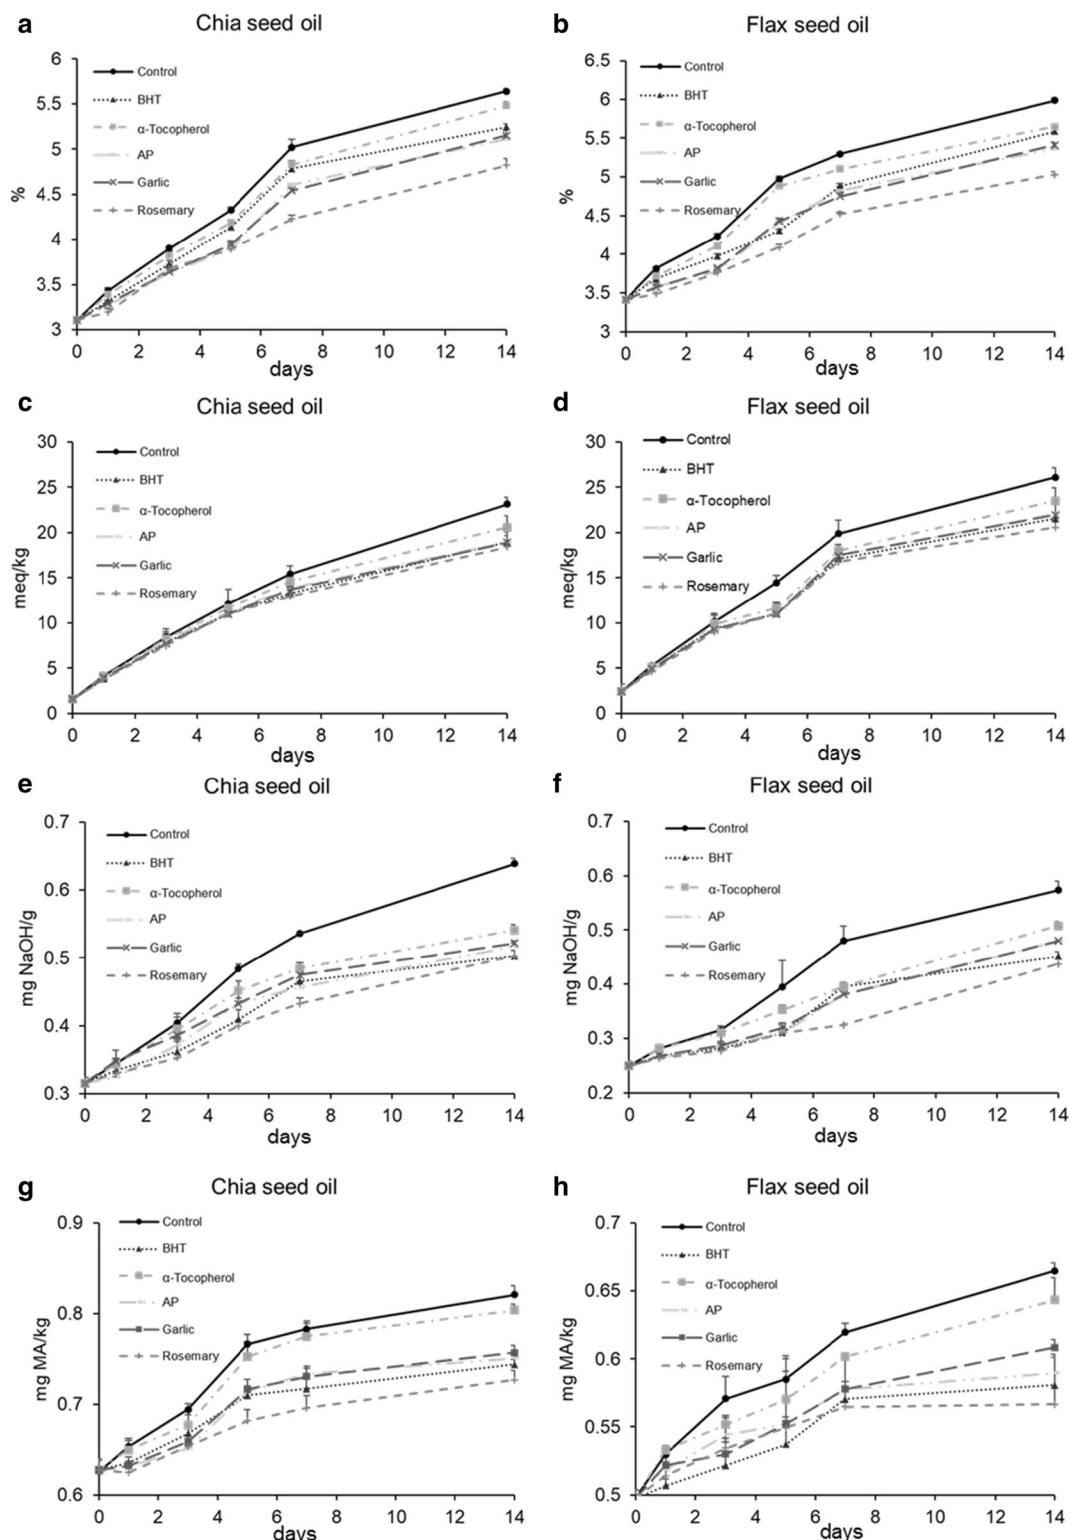 a
Chia seed oil
6
5.5
5
4.5
4
3.5
3
%
Control
BHT
α-Tocopherol
AP
Garlic
Rosemary
0 2 4 6 8 10 12 14
days
b
Flax seed oil
6.5
6
5.5
5
4.5
4
3.5
3
%
Control
BHT
α-Tocopherol
AP
Garlic
Rosemary
0 2 4 6 8 10 12 14
days
c
Chia seed oil
30
25
20
15
10
5
0
meq/kg
Control
BHT
α-Tocopherol
AP
Garlic
Rosemary
0 2 4 6 8 10 12 14
days
d
Flax seed oil
30
25
20
15
10
5
0
meq/kg
Control
BHT
α-Tocopherol
AP
Garlic
Rosemary
0 2 4 6 8 10 12 14
days
e
Chia seed oil
0.7
0.6
0.5
0.4
0.3
mg NaOH/g
Control
BHT
α-Tocopherol
AP
Garlic
Rosemary
0 2 4 6 8 10 12 14
days
f
Flax seed oil
0.7
0.6
0.5
0.4
0.3
0.2
mg NaOH/g
Control
BHT
α-Tocopherol
AP
Garlic
Rosemary
0 2 4 6 8 10 12 14
days
g
Chia seed oil
0.9
0.8
0.7
0.6
mg MA/kg
Control
BHT
α-Tocopherol
AP
Garlic
Rosemary
0 2 4 6 8 10 12 14
days
h
Flax seed oil
0.7
0.65
0.6
0.55
0.5
mg MA/kg
Control
BHT
α-Tocopherol
AP
Garlic
Rosemary
0 2 4 6 8 10 12 14
days